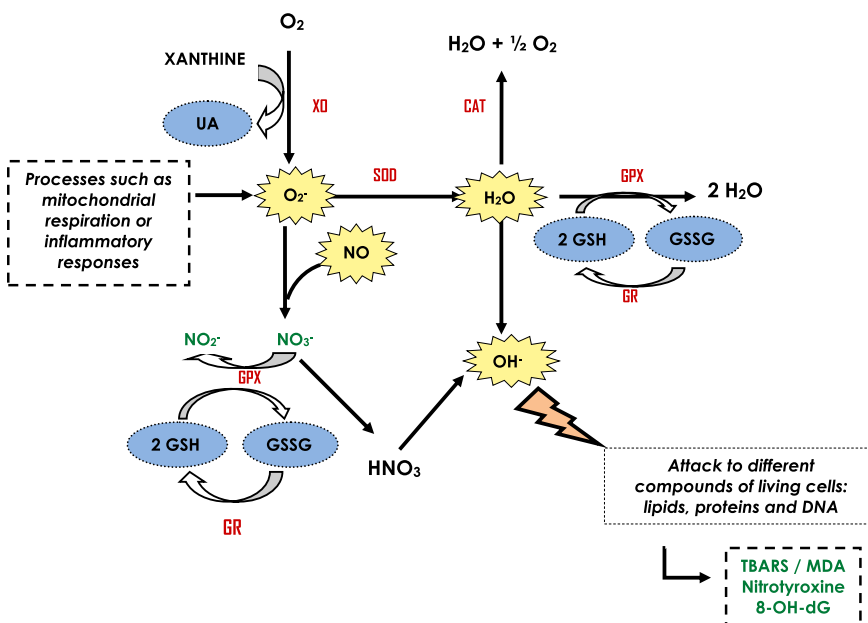 O₂
H₂O + ½ O₂
XANTHINE
XO
CAT
UA
Processes such as
mitochondrial
respiration or
inflammatory
responses
O₂⁻
SOD
H₂O
GPX
2 H₂O
2 GSH
GSSG
GR
NO
NO₂⁻
NO₃⁻
GPX
OH⁻
2 GSH
GSSG
HNO₃
GR
Attack to different
compounds of living cells:
lipids, proteins and DNA
TBARS / MDA
Nitrotyroxine
8-OH-dG